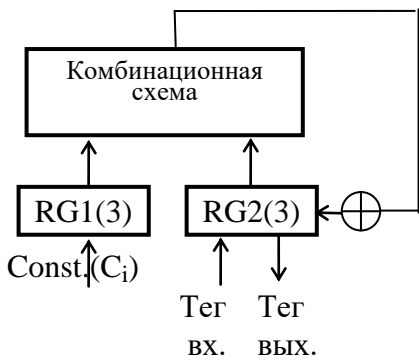 Комбинационная
схема
RG1(3) RG2(3)
Const.(Ci)
Тег Тег
вх. вых.